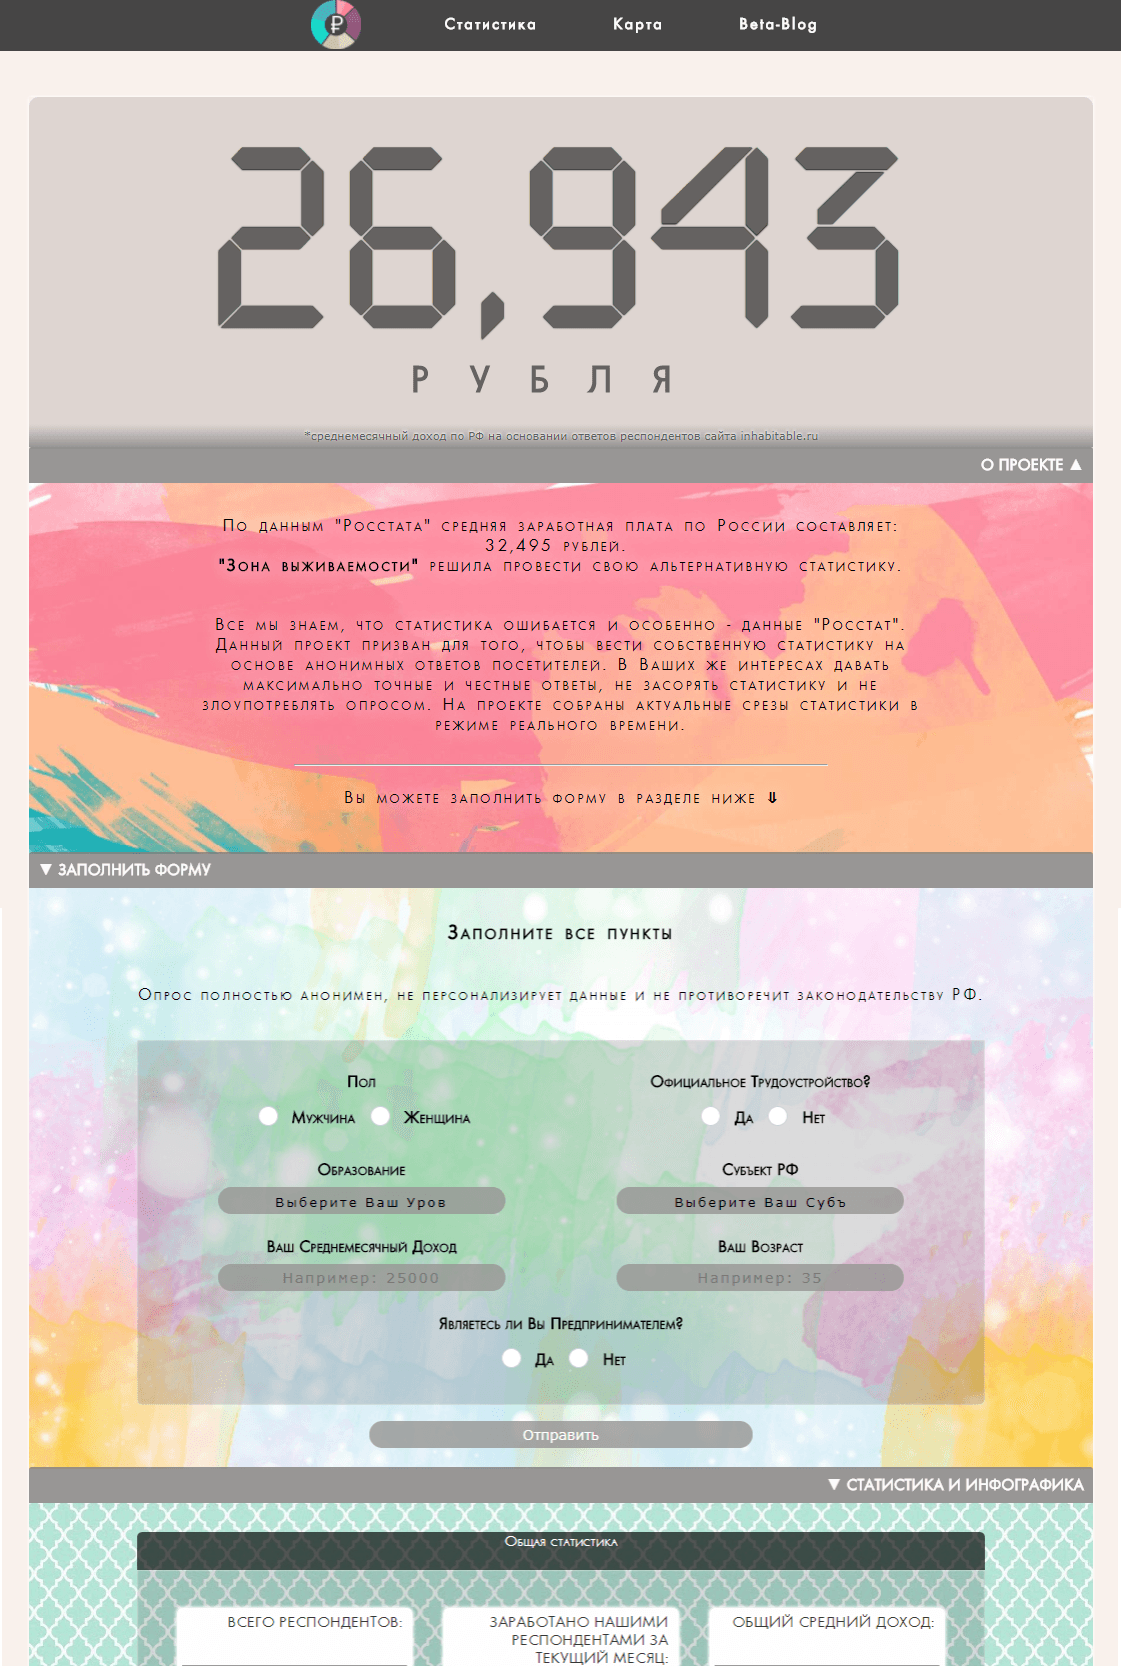 ₽
Статистика
Карта
Beta-Blog
26,943
РУБЛЯ
*среднемесячный доход по РФ на основании ответов респондентов сайта inhabitable.ru
О ПРОЕКТЕ ▲
По данным "Росстата" средняя заработная плата по России составляет:
32,495 рублей.
"Зона выживаемости" решила провести свою альтернативную статистику.
Все мы знаем, что статистика ошибается и особенно - данные "Росстат".
Данный проект призван для того, чтобы вести собственную статистику на
основе анонимных ответов посетителей. В Ваших же интересах давать
максимально точные и честные ответы, не засорять статистику и не
злоупотреблять опросом. На проекте собраны актуальные срезы статистики в
режиме реального времени.
Вы можете заполнить форму в разделе ниже ⇓
▼ ЗАПОЛНИТЬ ФОРМУ
Заполните все пункты
Опрос полностью анонимен, не персонализирует данные и не противоречит законодательству РФ.
Пол
Мужчина Женщина
Официальное Трудоустройство?
Да Нет
Образование
Выберите Ваш Уров
Субъект РФ
Выберите Ваш Субъ
Ваш Среднемесячный Доход
Например: 25000
Ваш Возраст
Например: 35
Являетесь ли Вы Предпринимателем?
Да Нет
Отправить
▼ СТАТИСТИКА И ИНФОГРАФИКА
Общая статистика
ВСЕГО РЕСПОНДЕНТОВ:
ЗАРАБОТАНО НАШИМИ
РЕСПОНДЕНТАМИ ЗА
ТЕКУЩИЙ МЕСЯЦ:
ОБЩИЙ СРЕДНИЙ ДОХОД: